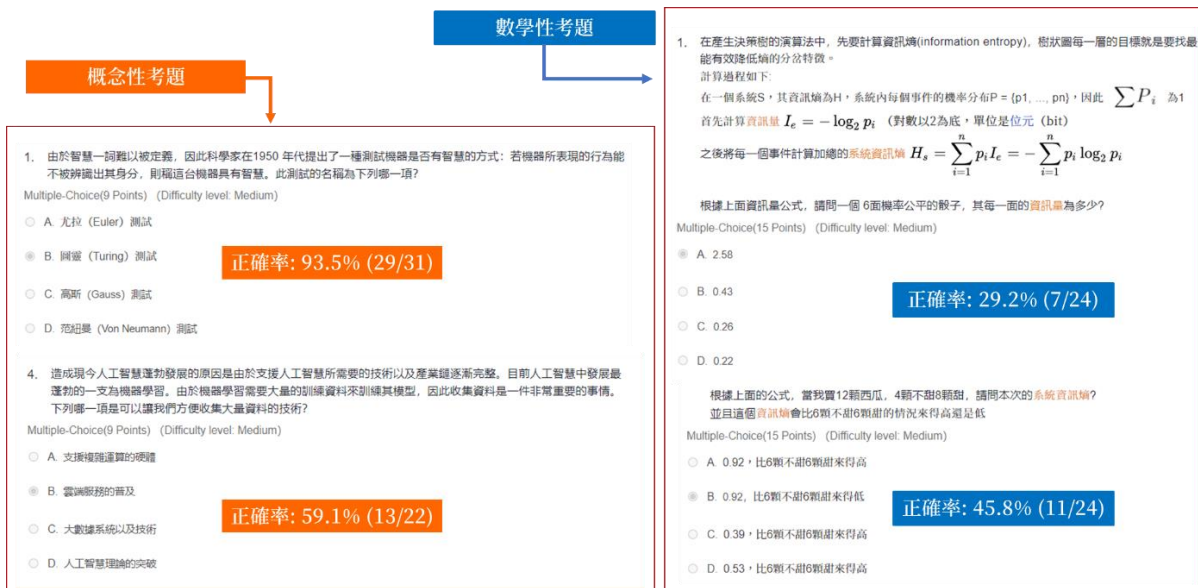 概念性考題
1. 由於智慧一詞難以被定義，因此科學家在1950 年代提出了一種測試機器是否有智慧的方式：若機器所表現的行為能
不被辨識出其身分，則稱這台機器具有智慧。此測試的名稱為下列哪一項?
Multiple-Choice(9 Points) (Difficulty level: Medium)
A. 尤拉（Euler）測試
B. 圖靈（Turing）測試
C. 高斯（Gauss）測試
D. 范紐曼（Von Neumann）測試
正確率: 93.5% (29/31)
4. 造成現今人工智慧蓬勃發展的原因是由於支援人工智慧所需要的技術以及產業鏈逐漸完整。目前人工智慧中發展最
蓬勃的一支為機器學習。由於機器學習需要大量的訓練資料來訓練其模型，因此收集資料是一件非常重要的事情。
下列哪一項是可以讓我們方便收集大量資料的技術?
Multiple-Choice(9 Points) (Difficulty level: Medium)
A. 支援複雜運算的硬體
B. 雲端服務的普及
C. 大數據系統以及技術
D. 人工智慧理論的突破
正確率: 59.1% (13/22)
數學性考題
1. 在產生決策樹的演算法中，先要計算資訊熵(information entropy)，樹狀圖每一層的目標就是要找最
能有效降低熵的分岔特徵。
計算過程如下:
在一個系統S，其資訊熵為H，系統內每個事件的機率分布P = {p1, ..., pn}，因此 ∑Pᵢ 為1
首先計算資訊量 Iₑ = − log₂ pᵢ （對數以2為底，單位是位元（bit）
之後將每一個事件計算加總的系統資訊熵 Hₛ = ∑ᵢ₌₁ⁿ pᵢIₑ = − ∑ᵢ₌₁ⁿ pᵢ log₂ pᵢ
根據上面資訊量公式，請問一個 6面機率公平的骰子，其每一面的資訊量為多少?
Multiple-Choice(15 Points) (Difficulty level: Medium)
A. 2.58
B. 0.43
C. 0.26
D. 0.22
正確率: 29.2% (7/24)
根據上面的公式，當我買12顆西瓜，4顆不甜8顆甜，請問本次的系統資訊熵?
並且這個資訊熵會比6顆不甜6顆甜的情況來得高還是低
Multiple-Choice(15 Points) (Difficulty level: Medium)
A. 0.92，比6顆不甜6顆甜來得高
B. 0.92, 比6顆不甜6顆甜來得低
C. 0.39，比6顆不甜6顆甜來得高
D. 0.53，比6顆不甜6顆甜來得高
正確率: 45.8% (11/24)